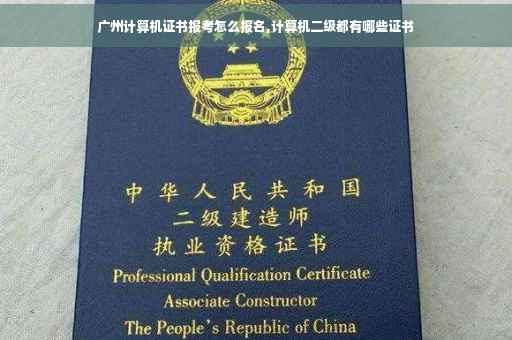 广州计算机证书报考怎么报名,计算机二级都有哪些证书
中华人民共和国
二级建造师
执业资格证书
Professional Qualification Certificate
Associate Constructor
The People's Republic of China